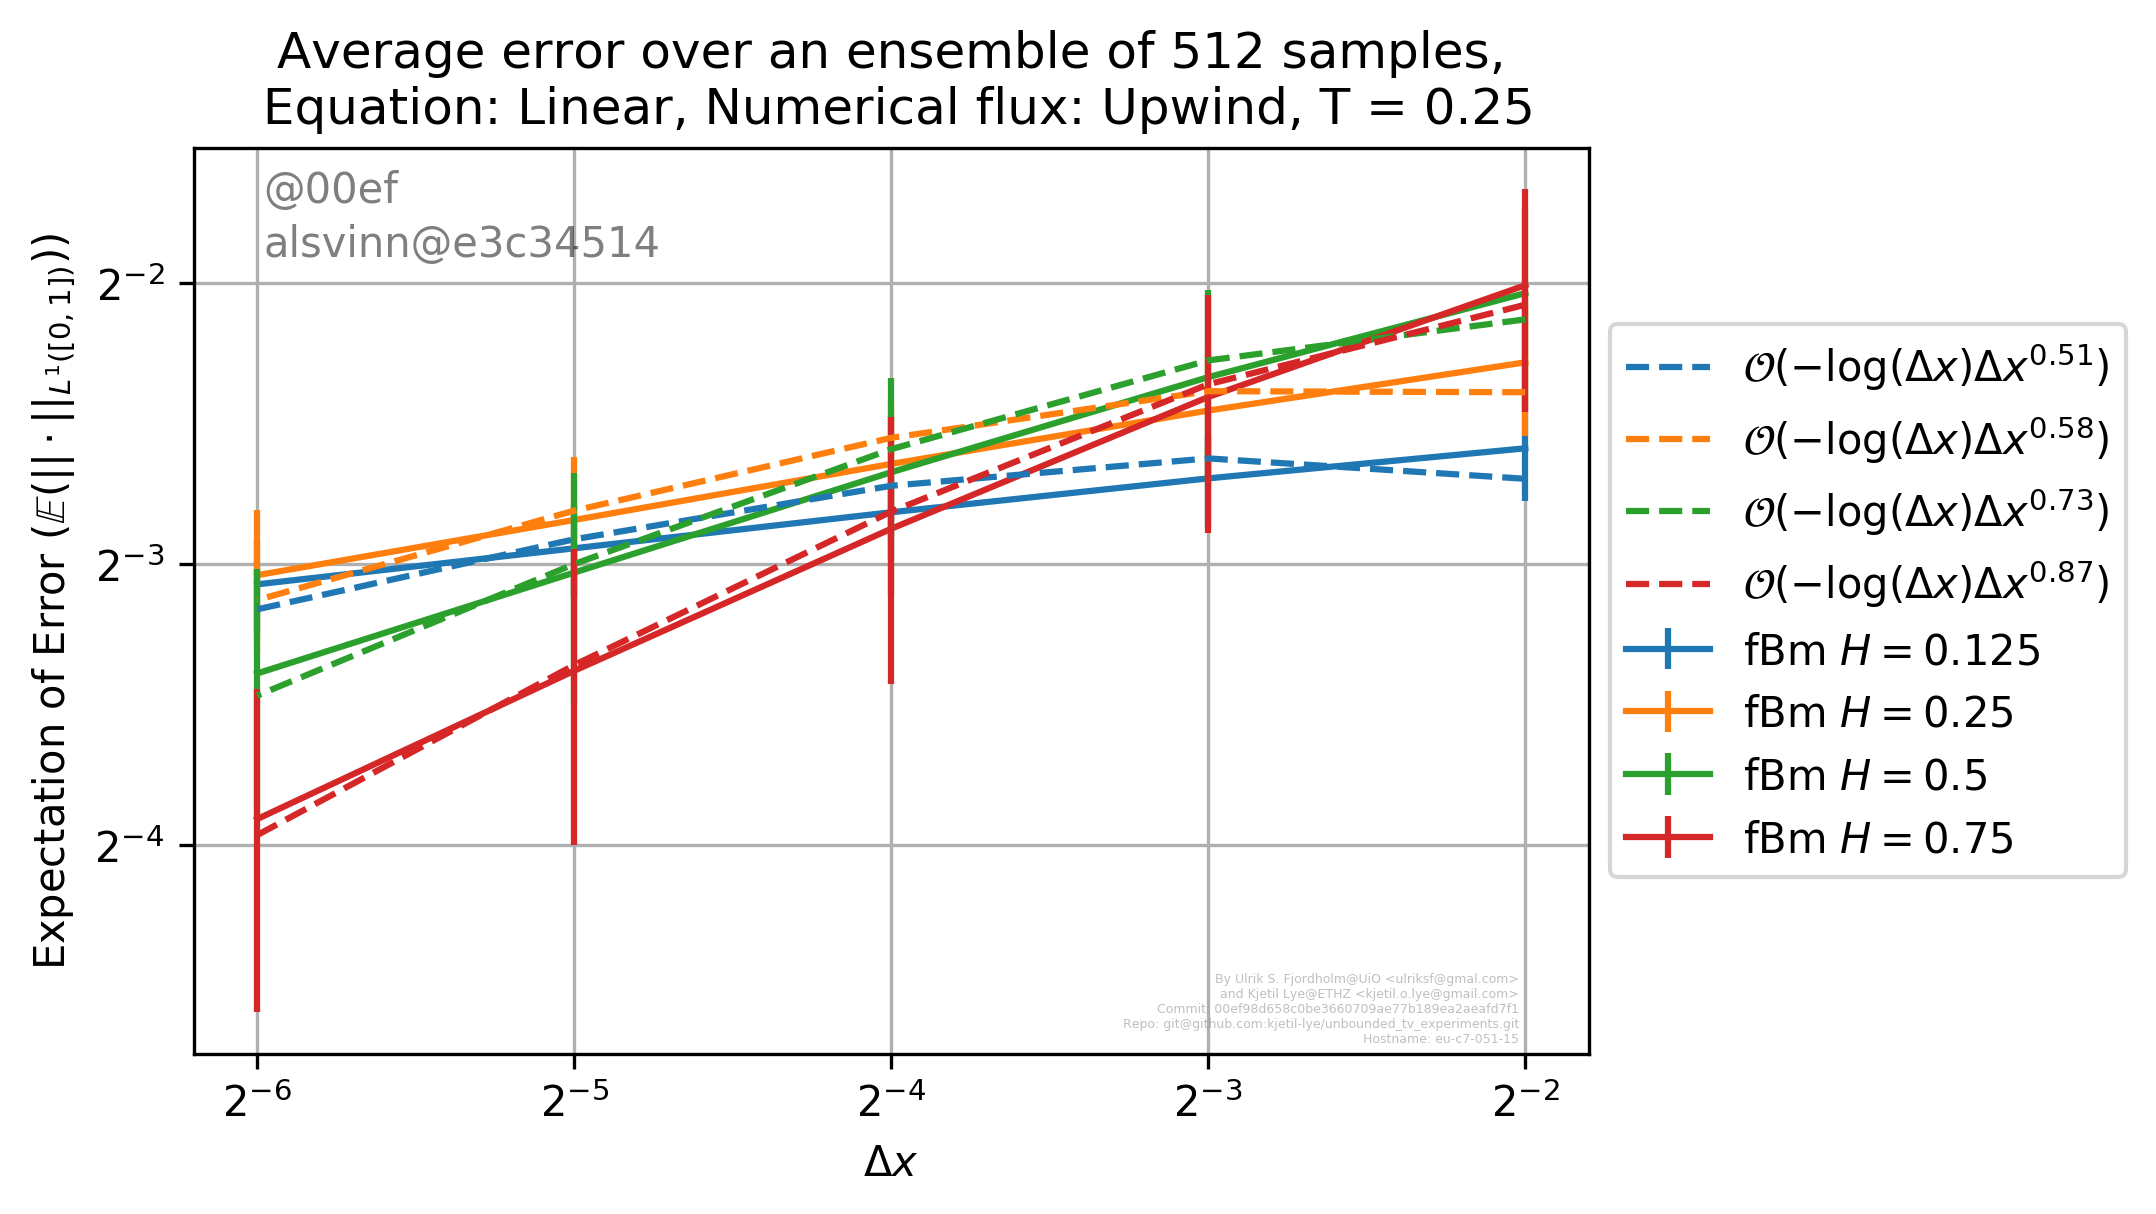 Average error over an ensemble of 512 samples,
Equation: Linear, Numerical flux: Upwind, T = 0.25
@00ef
alsvinn@e3c34514
Expectation of Error (𝔼(|| · ||_{L^1([0, 1])}))
2^{−2}
2^{−3}
2^{−4}
2^{−6}
2^{−5}
2^{−4}
2^{−3}
2^{−2}
Δx
𝒪(−log(Δx)Δx^{0.51})
𝒪(−log(Δx)Δx^{0.58})
𝒪(−log(Δx)Δx^{0.73})
𝒪(−log(Δx)Δx^{0.87})
fBm H = 0.125
fBm H = 0.25
fBm H = 0.5
fBm H = 0.75
By Ulrik S. Fjordholm@UiO <ulriksf@gmal.com>
and Kjetil Lye@ETHZ <kjetil.o.lye@gmail.com>
Commit: 00ef98d658c0be3660709ae77b189ea2aeafd7f1
Repo: git@github.com:kjetil-lye/unbounded_tv_experiments.git
Hostname: eu-c7-051-15